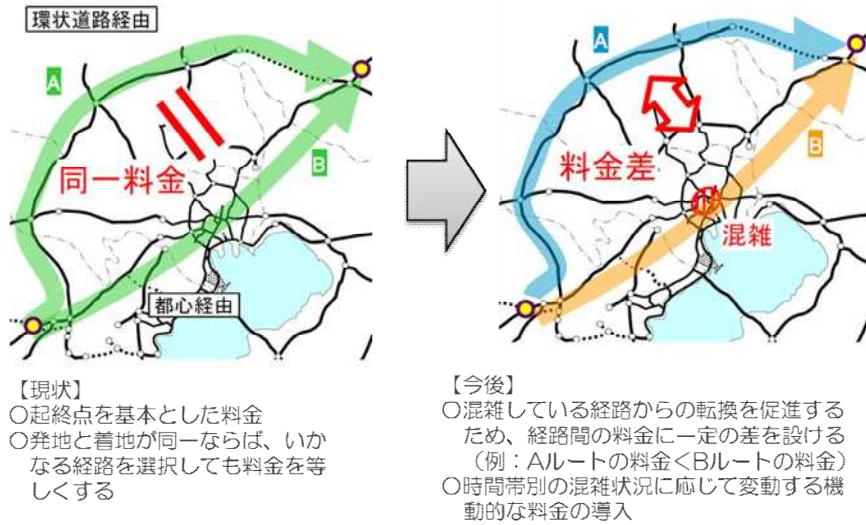 環状道路経由
A
同一料金
B
都心経由
【現状】
○起終点を基本とした料金
○発地と着地が同一ならば、いか
なる経路を選択しても料金を等
しくする
A
料金差
B
混雑
【今後】
○混雑している経路からの転換を促進する
ため、経路間の料金に一定の差を設ける
（例：Aルートの料金＜Bルートの料金）
○時間帯別の混雑状況に応じて変動する機
動的な料金の導入